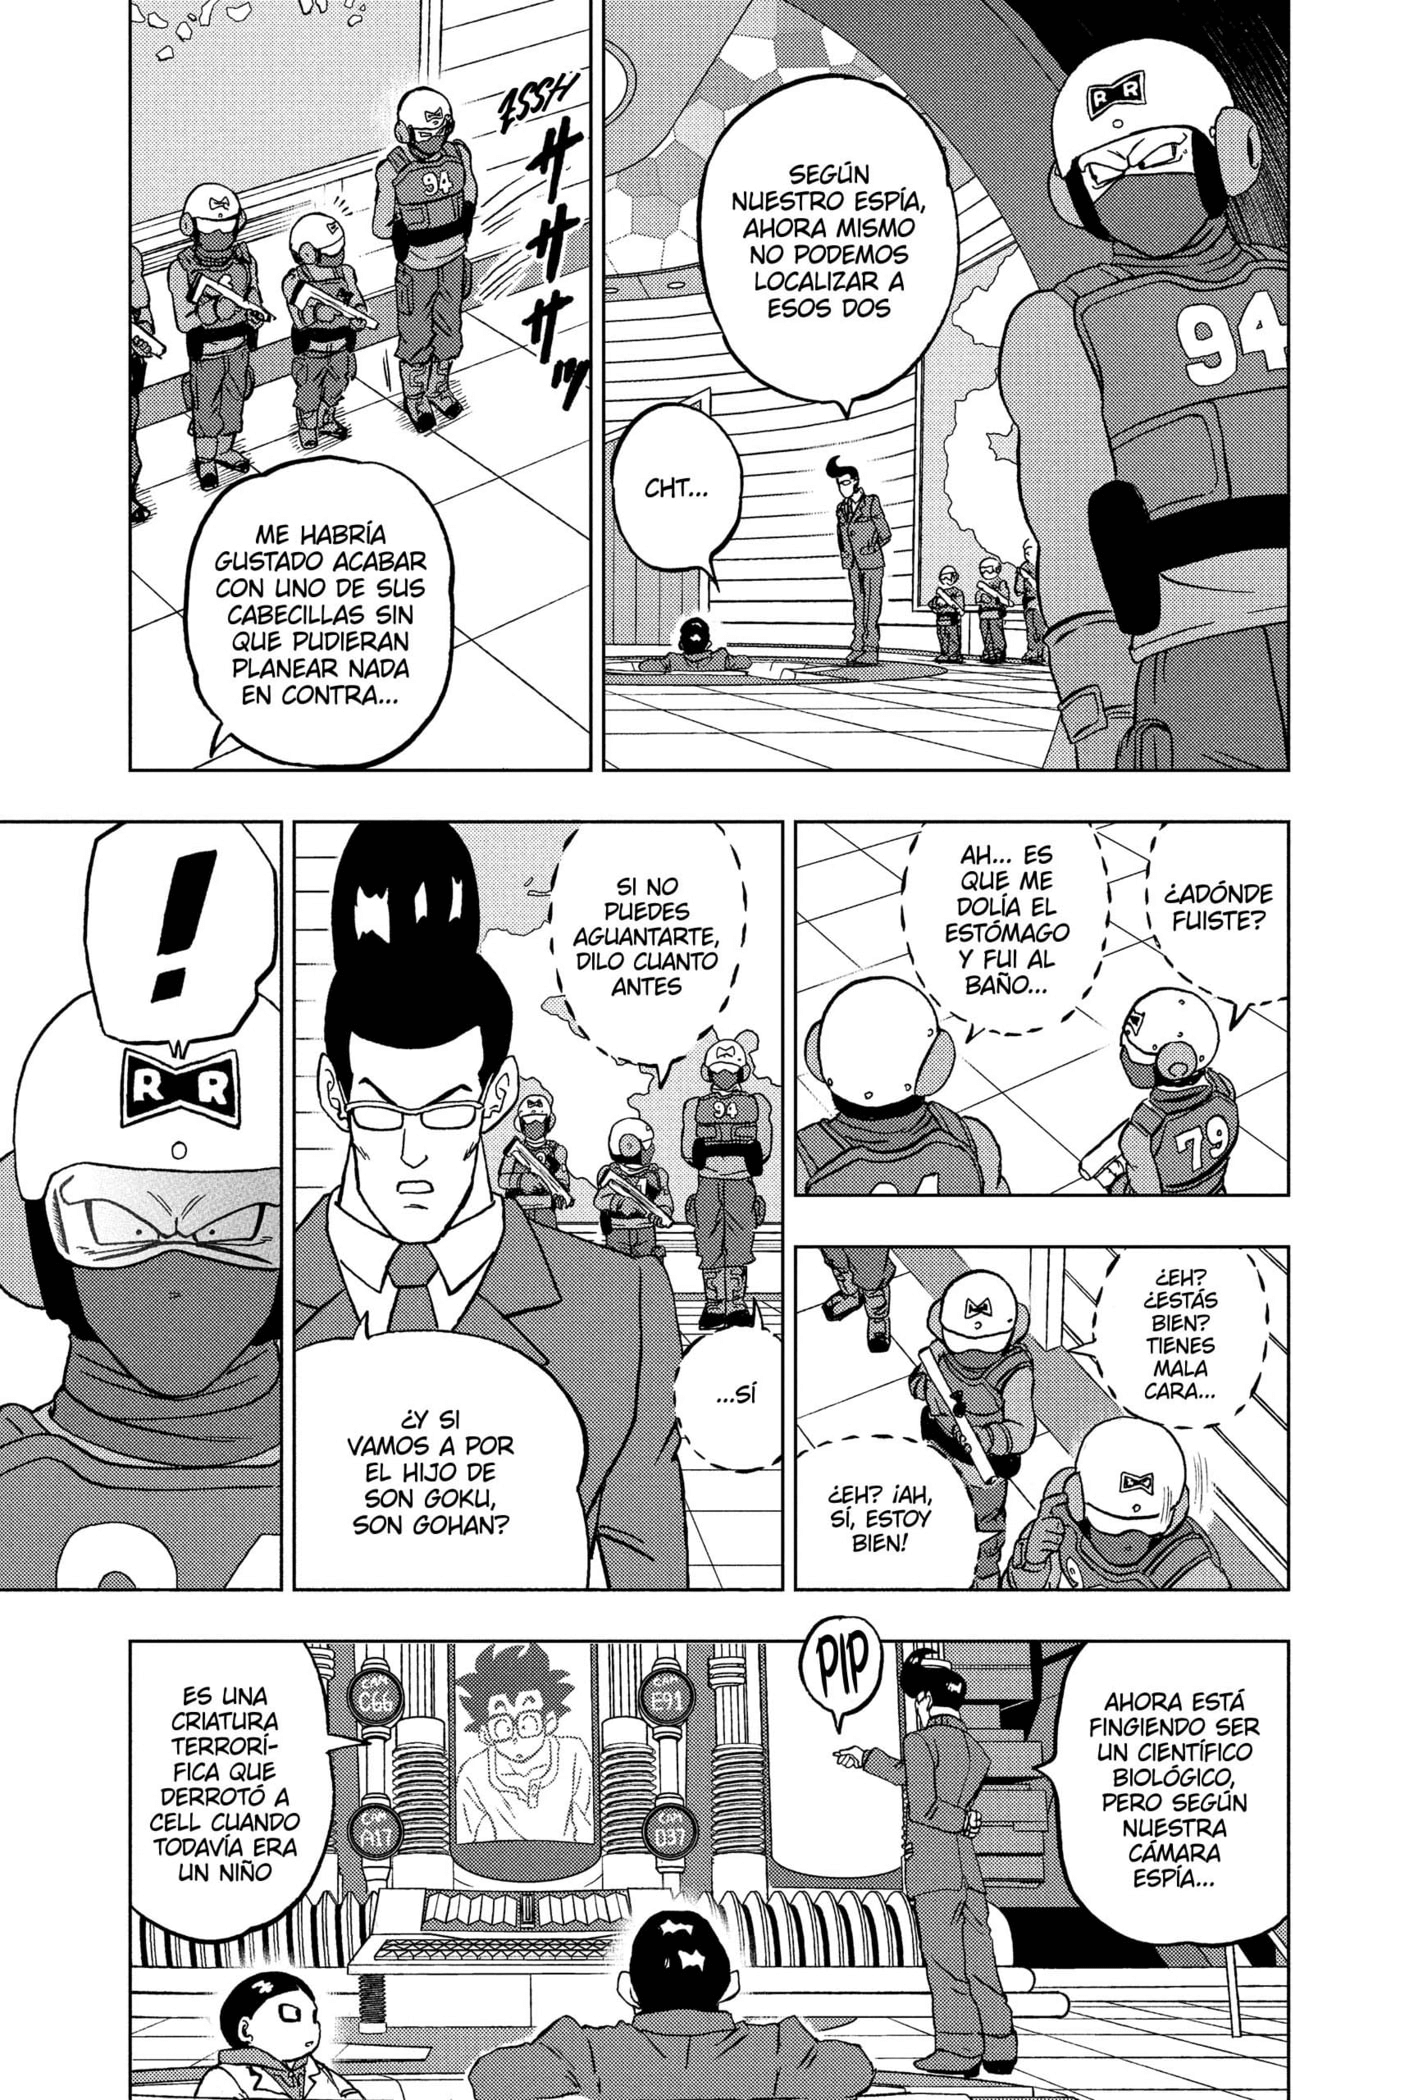 R R
94
SEGÚN
NUESTRO ESPÍA,
AHORA MISMO
NO PODEMOS
LOCALIZAR A
ESOS DOS
CHT...
ZSSH
ササササッ
94
ME HABRÍA
GUSTADO ACABAR
CON UNO DE SUS
CABECILLAS SIN
QUE PUDIERAN
PLANEAR NADA
EN CONTRA...
¿ADÓNDE
FUISTE?
AH... ES
QUE ME
DOLÍA EL
ESTÓMAGO
Y FUI AL
BAÑO...
79
¿EH?
¿ESTÁS
BIEN?
TIENES
MALA
CARA...
¿EH? ¡AH,
SÍ, ESTOY
BIEN!
SI NO
PUEDES
AGUANTARTE,
DILO CUANTO
ANTES
94
...SÍ
¿Y SI
VAMOS A POR
EL HIJO DE
SON GOKU,
SON GOHAN?
!
R R
94
AHORA ESTÁ
FINGIENDO SER
UN CIENTÍFICO
BIOLÓGICO,
PERO SEGÚN
NUESTRA
CÁMARA
ESPÍA...
PIP
CAM
C66
CAM
E91
CAM
A17
CAM
D37
ES UNA
CRIATURA
TERRORÍ-
FICA QUE
DERROTÓ A
CELL CUANDO
TODAVÍA ERA
UN NIÑO